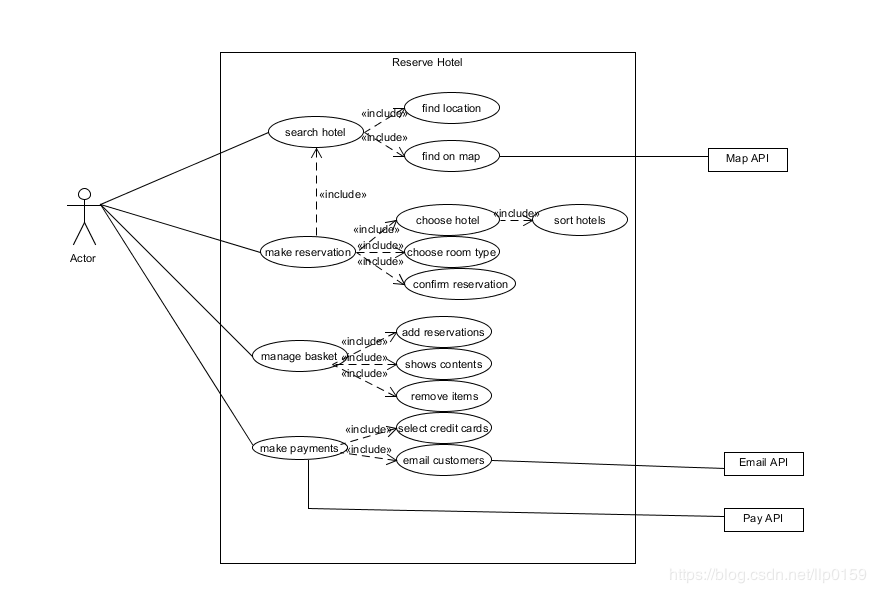 Reserve Hotel
find location
«include»
search hotel
«include»
find on map
Map API
«include»
choose hotel
«include»
sort hotels
«include»
Actor
make reservation
«include»
choose room type
«include»
confirm reservation
add reservations
«include»
manage basket
«include»
shows contents
«include»
remove items
«include»
select credit cards
make payments
«include»
email customers
Email API
Pay API
https://blog.csdn.net/lip0159